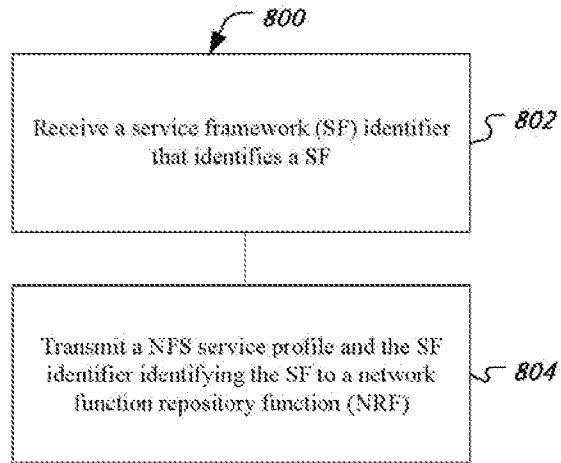 800
Receive a service framework (SF) identifier
that identifies a SF
802
Transmit a NFS service profile and the SF
identifier identifying the SF to a network
function repository function (NRF)
804